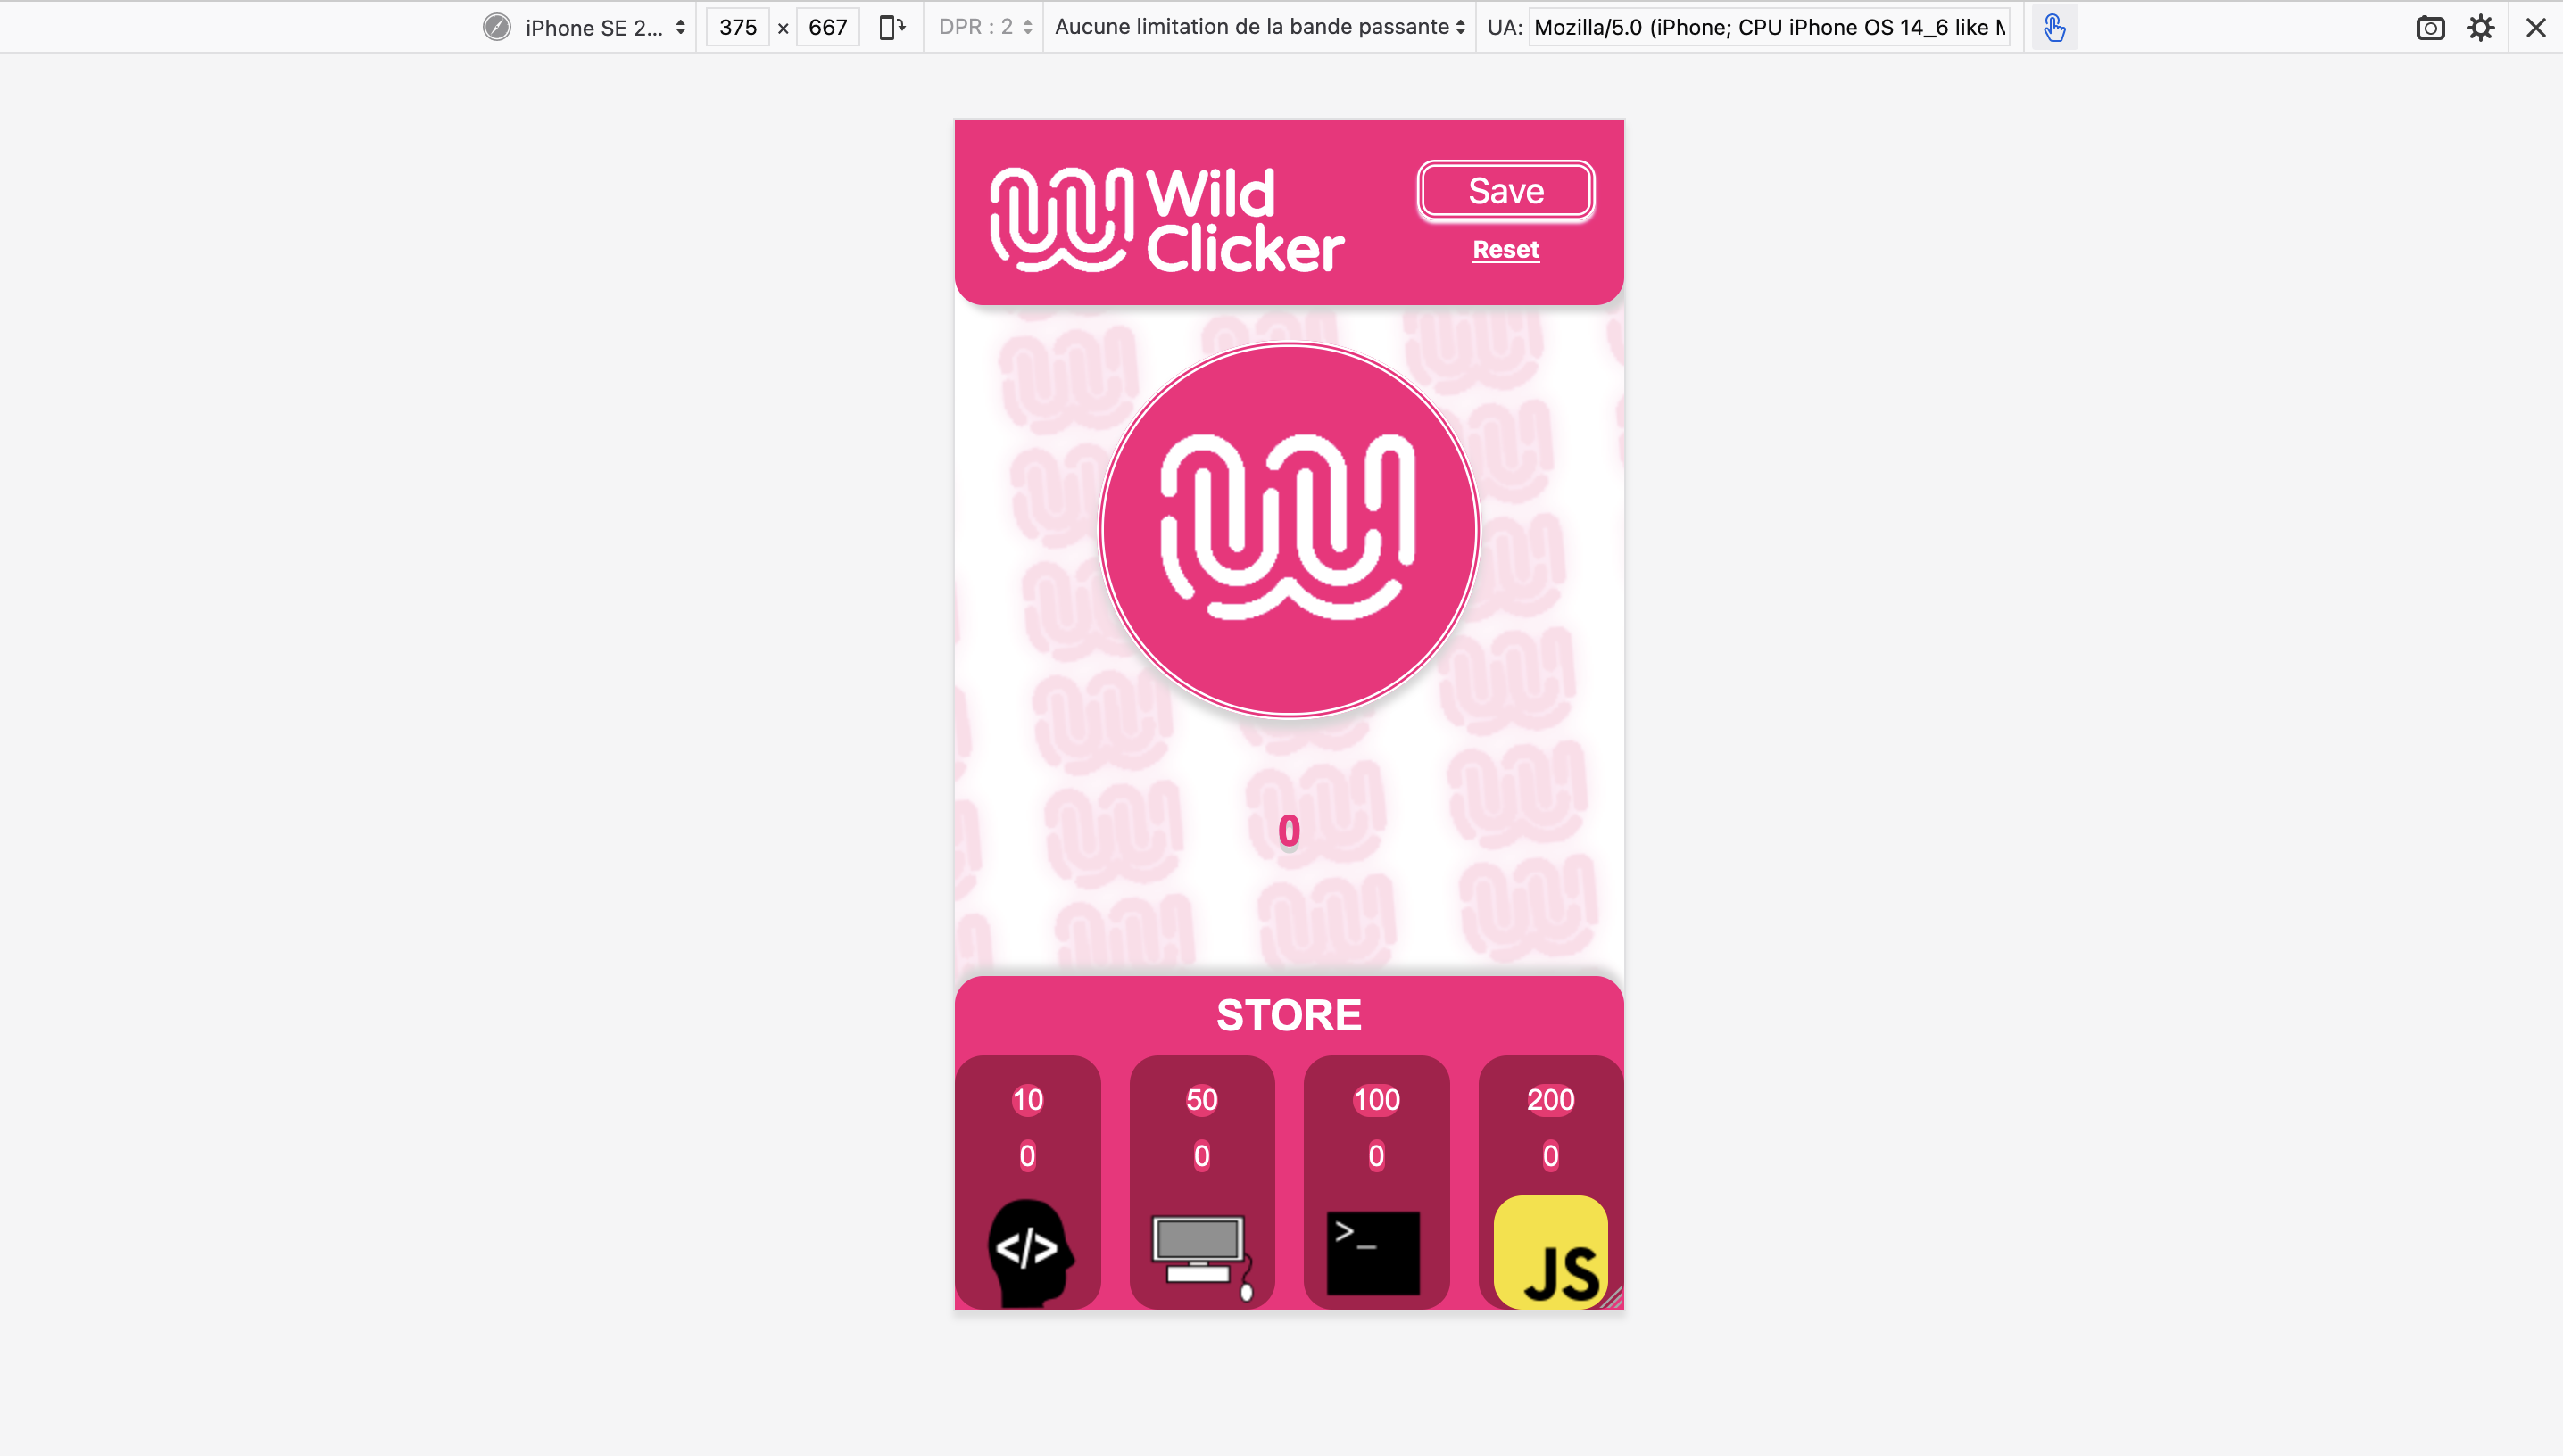 iPhone SE 2... 375 × 667 DPR : 2 Aucune limitation de la bande passante UA: Mozilla/5.0 (iPhone; CPU iPhone OS 14_6 like M
Wild
Clicker
Save
Reset
0
STORE
10 50 100 200
0 0 0 0
</>
>_
JS